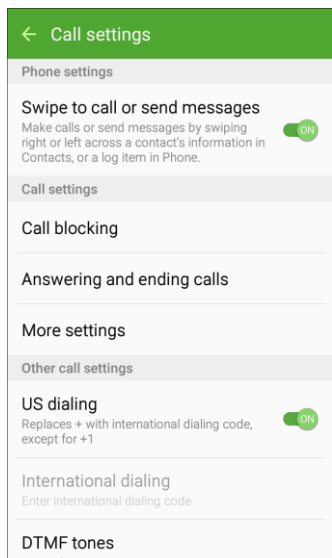 Call settings
Phone settings
Swipe to call or send messages
Make calls or send messages by swiping
right or left across a contact's information in
Contacts, or a log item in Phone.
ON
Call settings
Call blocking
Answering and ending calls
More settings
Other call settings
US dialing
Replaces + with international dialing code,
except for +1
ON
International dialing
Enter international dialing code
DTMF tones